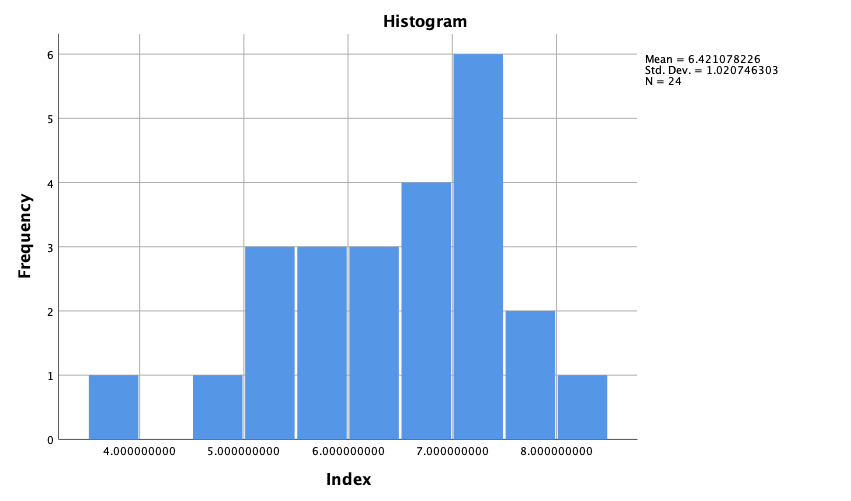 Histogram
Mean = 6.421078226
Std. Dev. = 1.020746303
N = 24
6
5
4
3
2
1
0
Frequency
4.000000000 5.000000000 6.000000000 7.000000000 8.000000000
Index